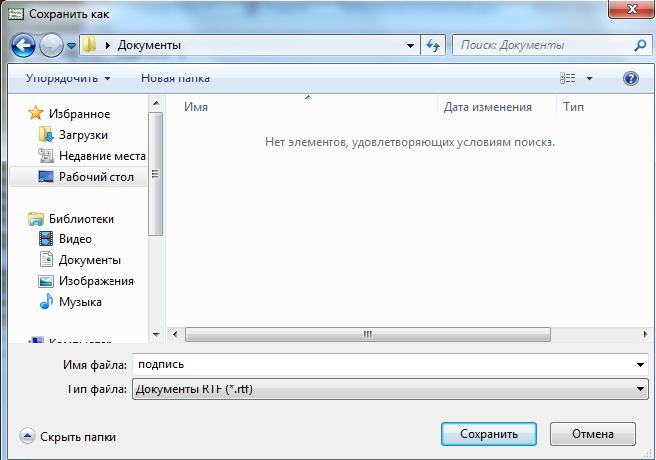 Сохранить как
Документы
Поиск: Документы
Упорядочить
Новая папка
Имя
Дата изменения
Тип
Нет элементов, удовлетворяющих условиям поиска.
Избранное
Загрузки
Недавние места
Рабочий стол
Библиотеки
Видео
Документы
Изображения
Музыка
Имя файла: подпись
Тип файла: Документы RTF (*.rtf)
Скрыть папки
Сохранить
Отмена